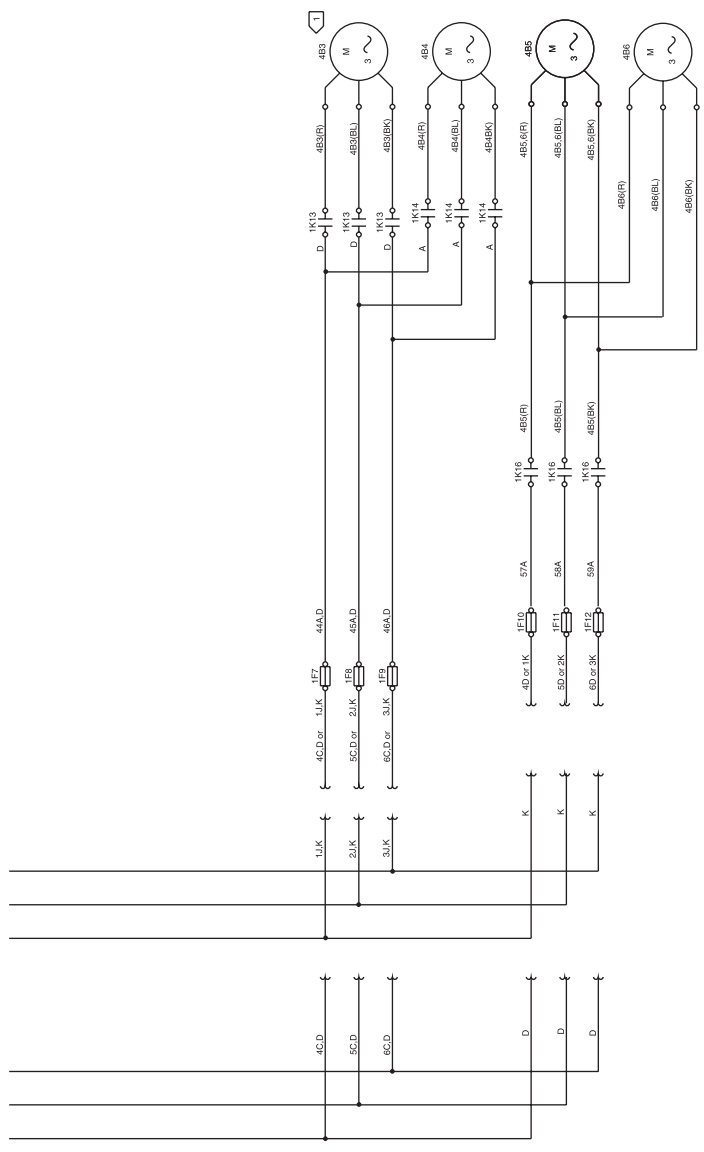 1
4B3
M
3
4B4
M
3
4B5
M
3
4B6
M
3
4B3(R)
4B3(BL)
4B3(BK)
4B4(R)
4B4(BL)
4B4BK)
4B5,6(R)
4B5,6(BL)
4B5,6(BK)
4B6(R)
4B6(BL)
4B6(BK)
1K13
1K13
1K13
1K14
1K14
1K14
D
D
D
A
A
A
4B5(R)
4B5(BL)
4B5(BK)
1K16
1K16
1K16
57A
58A
59A
44A,D
45A,D
46A,D
1F10
1F11
1F12
1F7
1F8
1F9
4D or 1K
5D or 2K
6D or 3K
1J,K
2J,K
3J,K
4C,D or
5C,D or
6C,D or
K
K
K
1J,K
2J,K
3J,K
4C,D
5C,D
6C,D
D
D
D